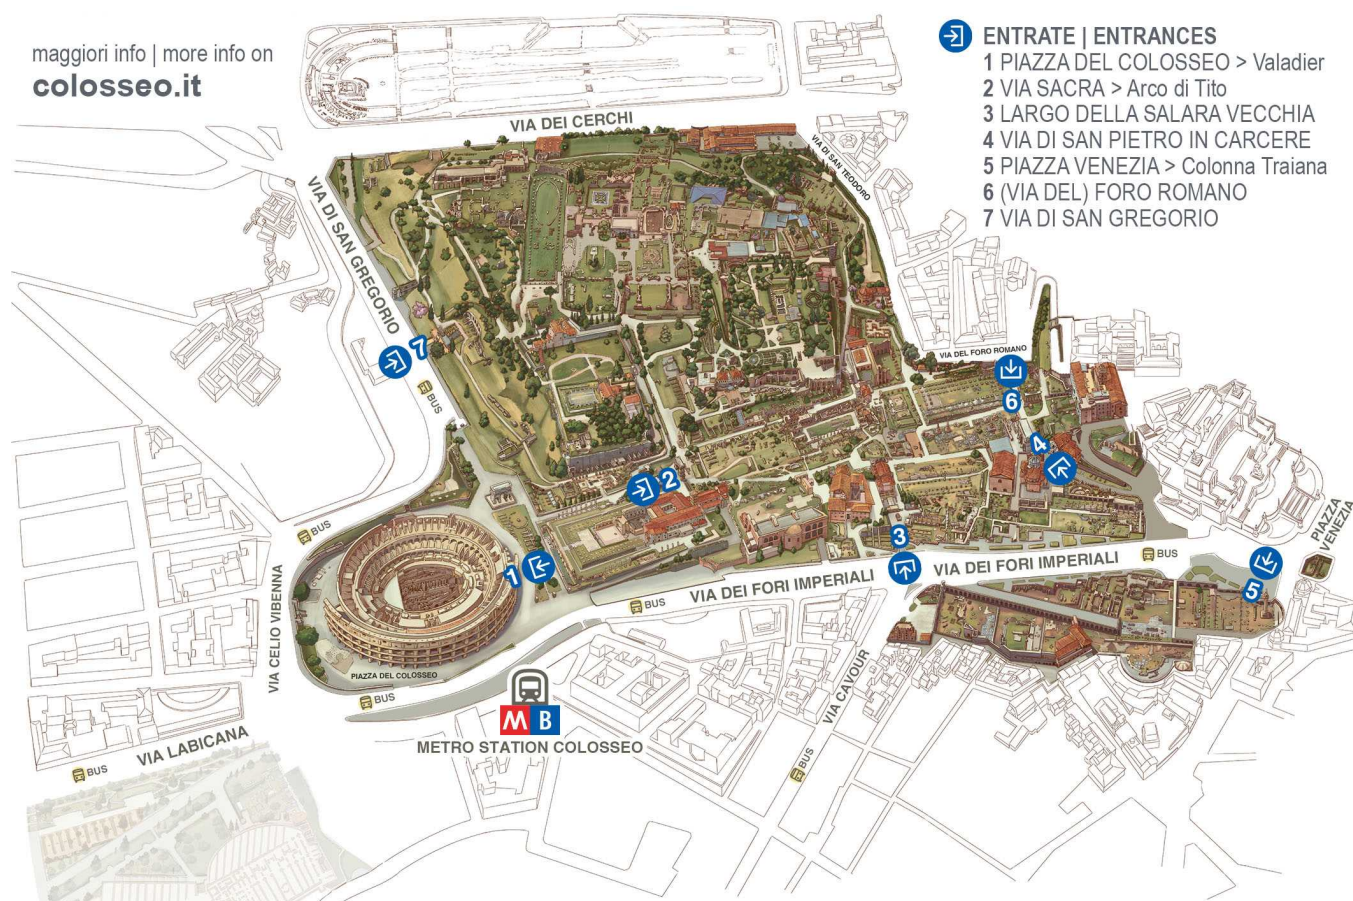 maggiori info | more info on
colosseo.it
ENTRATE | ENTRANCES
1 PIAZZA DEL COLOSSEO > Valadier
2 VIA SACRA > Arco di Tito
3 LARGO DELLA SALARA VECCHIA
4 VIA DI SAN PIETRO IN CARCERE
5 PIAZZA VENEZIA > Colonna Traiana
6 (VIA DEL) FORO ROMANO
7 VIA DI SAN GREGORIO
VIA DEI CERCHI
VIA DI SAN TEODORO
VIA DI SAN GREGORIO
7
BUS
VIA DEL FORO ROMANO
6
4
2
3
1
BUS
PIAZZA VENEZIA
BUS
VIA DEI FORI IMPERIALI
VIA DEI FORI IMPERIALI
5
BUS
VIA CELIO VIBENNA
PIAZZA DEL COLOSSEO
BUS
M B
METRO STATION COLOSSEO
VIA CAVOUR
BUS
VIA LABICANA
BUS